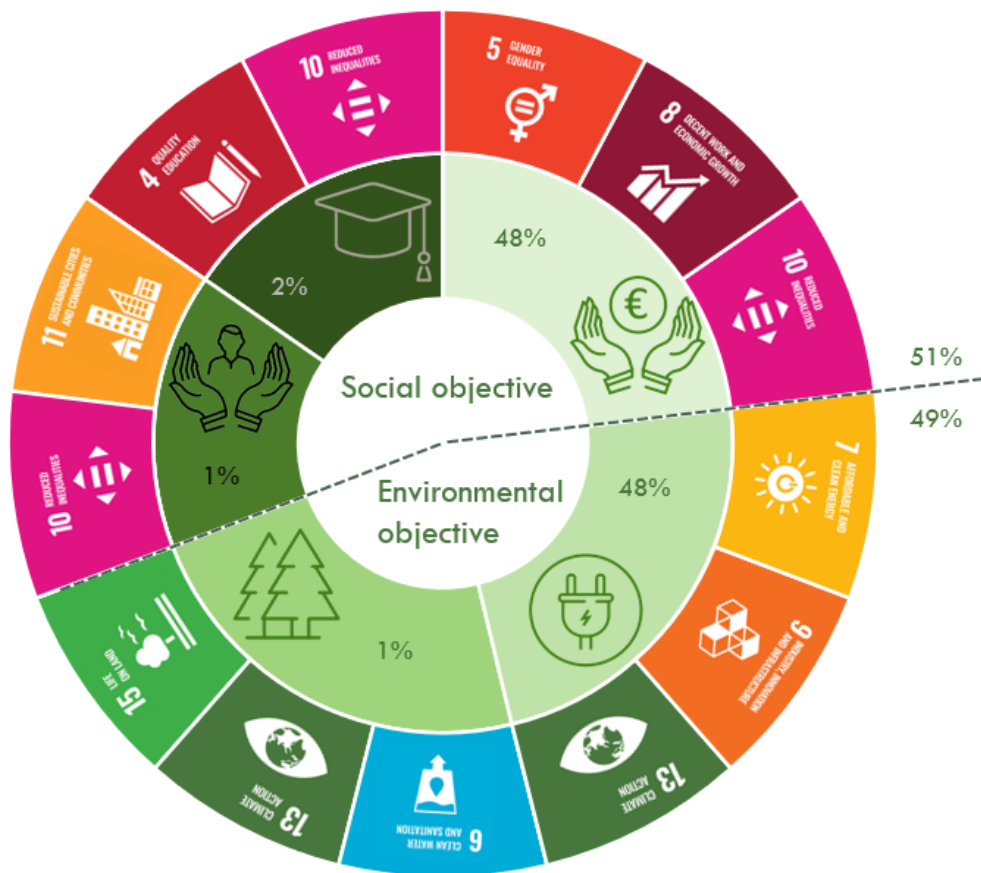 10 REDUCED
INEQUALITIES
5 GENDER
EQUALITY
8 DECENT WORK AND
ECONOMIC GROWTH
10 REDUCED
INEQUALITIES
51%
49%
7 AFFORDABLE AND
CLEAN ENERGY
9 INDUSTRY, INNOVATION
AND INFRASTRUCTURE
13 CLIMATE
ACTION
6 CLEAN WATER
AND SANITATION
13 CLIMATE
ACTION
15 LIFE
ON LAND
10 REDUCED
INEQUALITIES
11 SUSTAINABLE CITIES
AND COMMUNITIES
4 QUALITY
EDUCATION
2%
48%
€
1%
Social objective
Environmental
objective
48%
1%